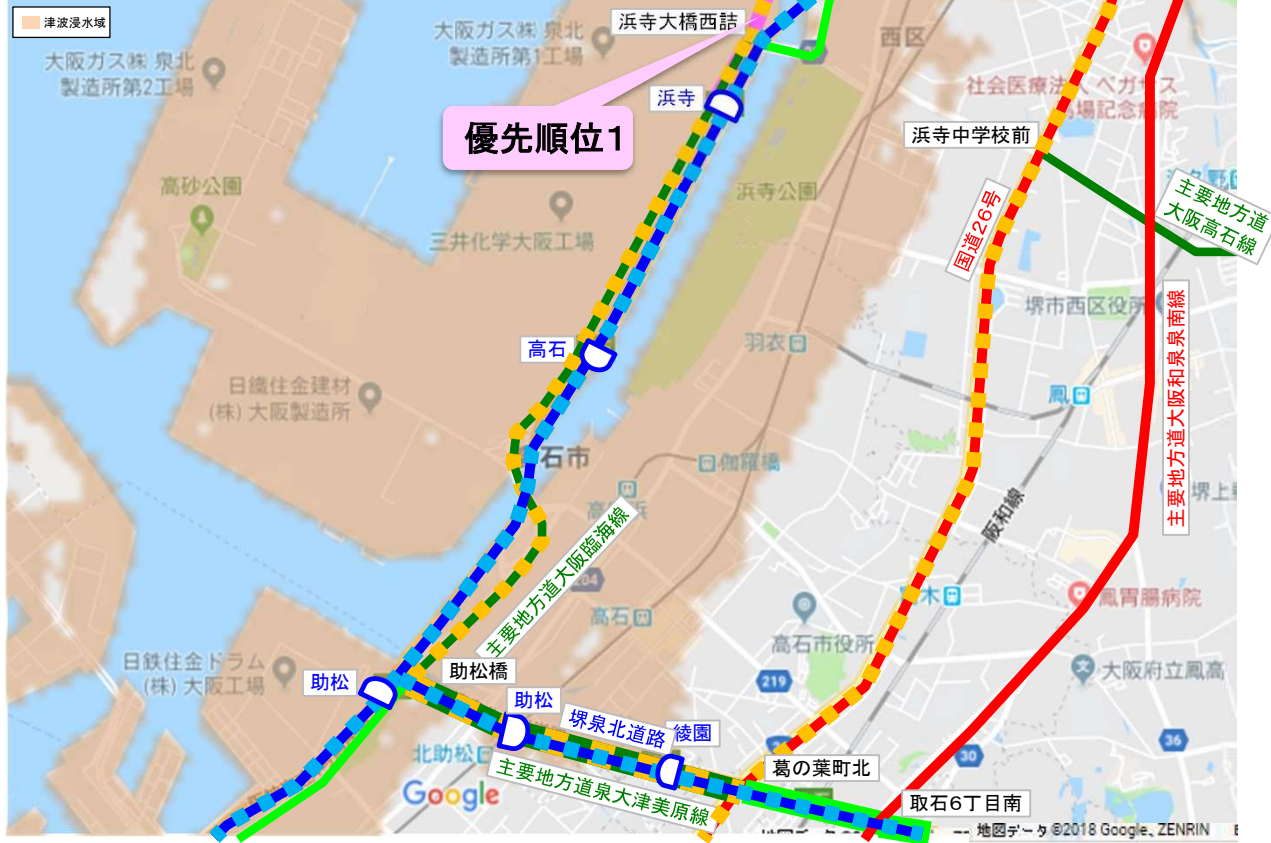 津波浸水域
大阪ガス㈱ 泉北
製造所第2工場
大阪ガス㈱ 泉北
製造所第1工場
浜寺大橋西詰
西区
社会医療法人 ペガサス
馬場記念病院
浜寺
優先順位1
浜寺中学校前
高砂公園
浜寺公園
主要地方道
大阪高石線
国道26号
三井化学大阪工場
堺市西区役所
主要地方道大阪和泉泉南線
羽衣
高石
日鐵住金建材
(株) 大阪製造所
鳳
石市
伽羅橋
堺上
阪和線
主要地方道大阪臨海線
204
高石
木
鳳胃腸病院
高石市役所
日鉄住金ドラム
(株) 大阪工場
助松
助松橋
大阪府立鳳高
219
助松
堺泉北道路
綾園
36
北助松
30
葛の葉町北
主要地方道泉大津美原線
Google
取石6丁目南
地図データ ©2018 Google、ZENRIN